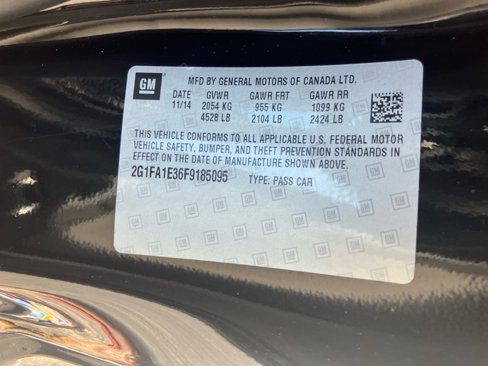 GM
MFD BY GENERAL MOTORS OF CANADA LTD.
DATE GVWR GAWR FRT GAWR RR
11/14 2054 KG 955 KG 1099 KG
4528 LB 2104 LB 2424 LB
THIS VEHICLE CONFORMS TO ALL APPLICABLE U.S. FEDERAL MOTOR
VEHICLE SAFETY, BUMPER, AND THEFT PREVENTION STANDARDS IN
EFFECT ON THE DATE OF MANUFACTURE SHOWN ABOVE.
2G1FA1E36F9185095 TYPE: PASS CAR